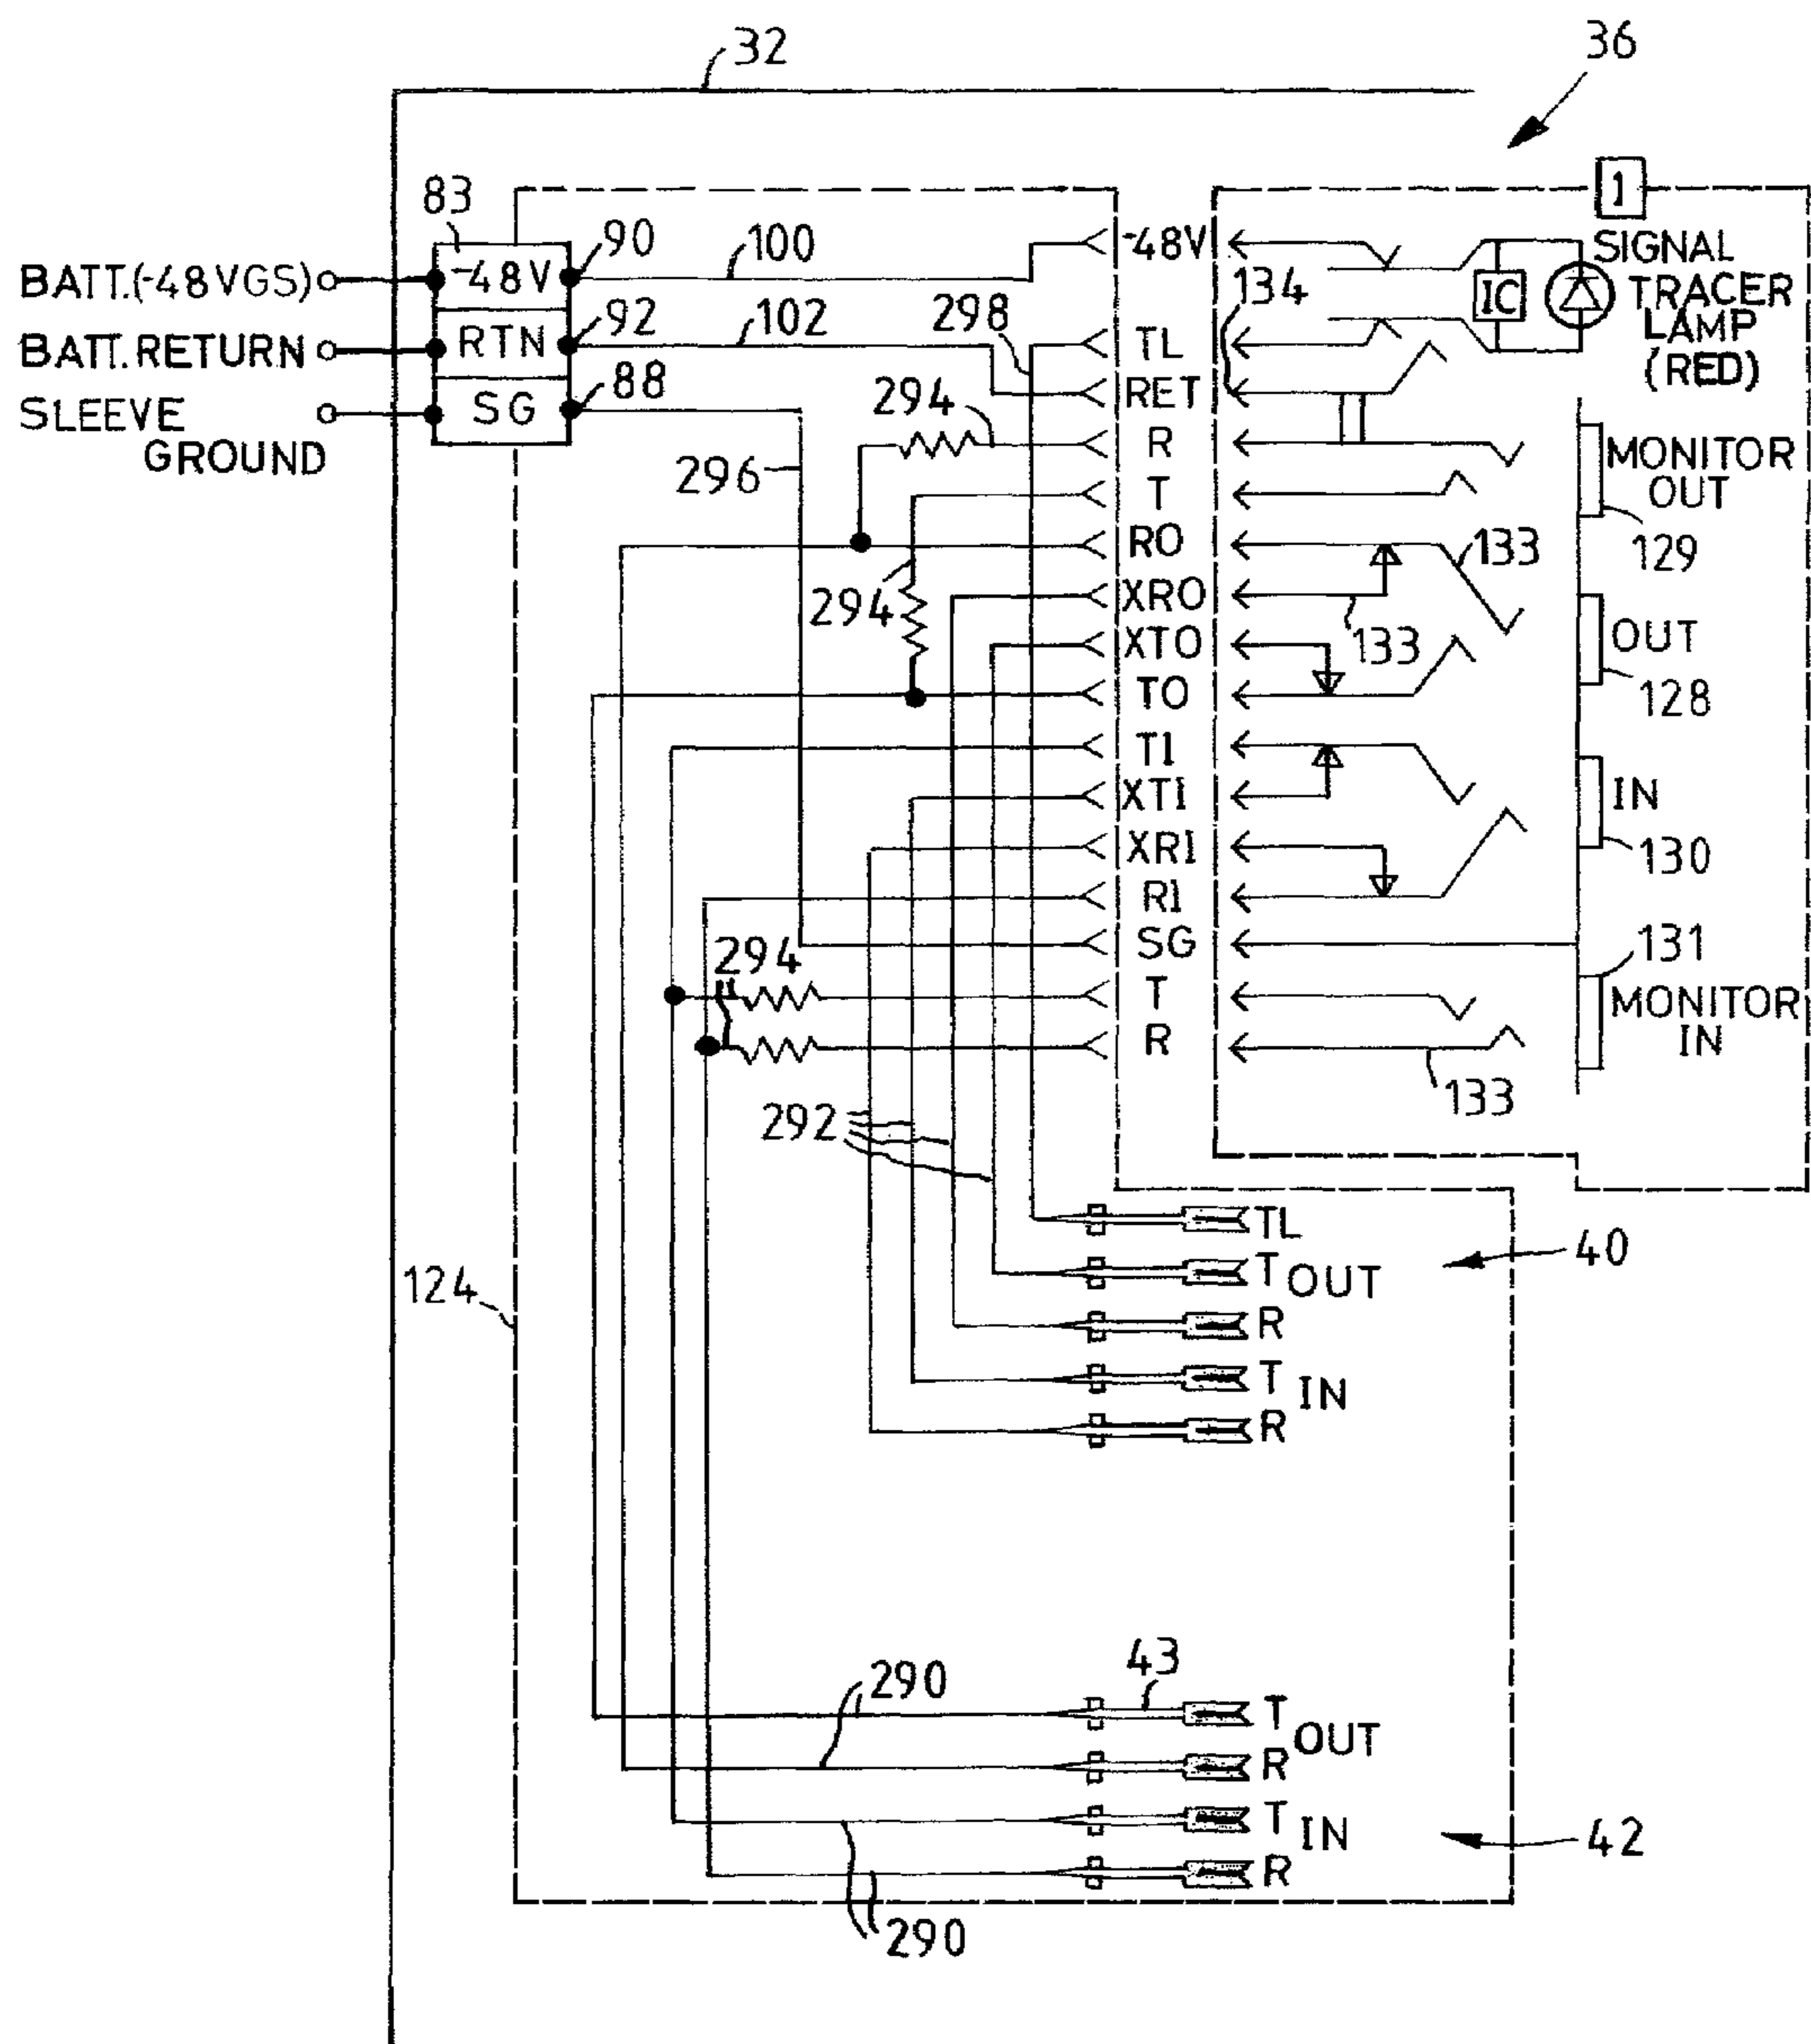 32
36
83
90
100
-48V
1
SIGNAL
TRACER
LAMP
(RED)
BATT.(-48VGS)
-48V
IC
134
92
102
298
BATT.RETURN
RTN
TL
88
RET
SLEEVE
GROUND
SG
294
R
MONITOR
OUT
296
T
RO
133
129
294
XRO
133
XTO
OUT
TO
128
T1
XT1
IN
XR1
130
R1
SG
131
294
T
MONITOR
IN
R
133
292
TL
40
T
OUT
124
R
T
IN
R
43
290
T
OUT
R
T
IN
42
R
290